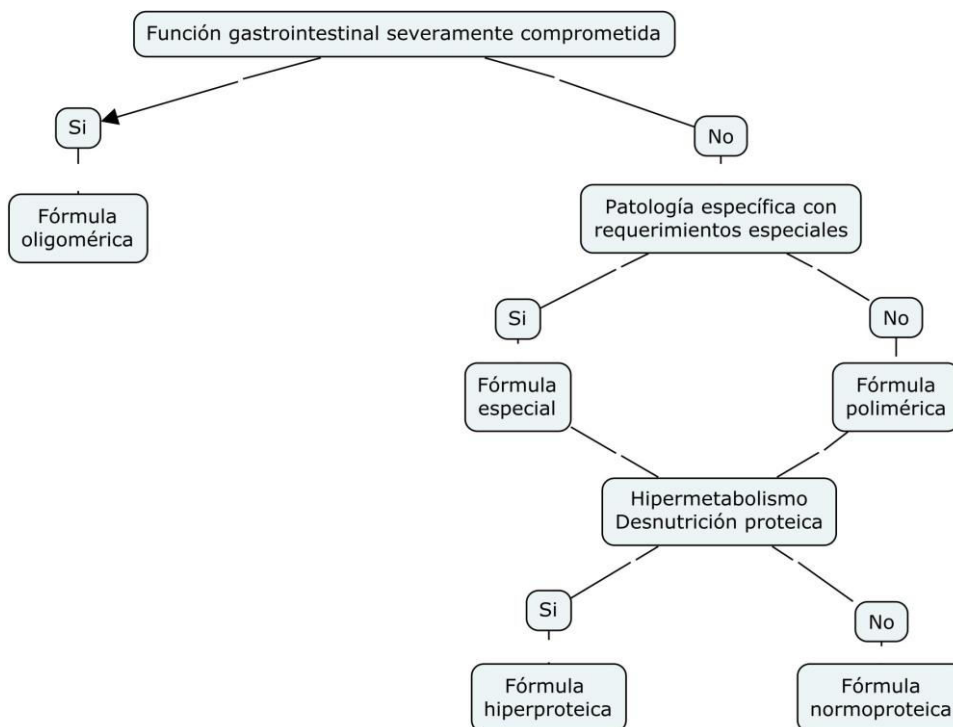 Función gastrointestinal severamente comprometida
Si
No
Fórmula
oligomérica
Patología específica con
requerimientos especiales
Si
No
Fórmula
especial
Fórmula
polimérica
Hipermetabolismo
Desnutrición proteica
Si
No
Fórmula
hiperproteica
Fórmula
normoproteica